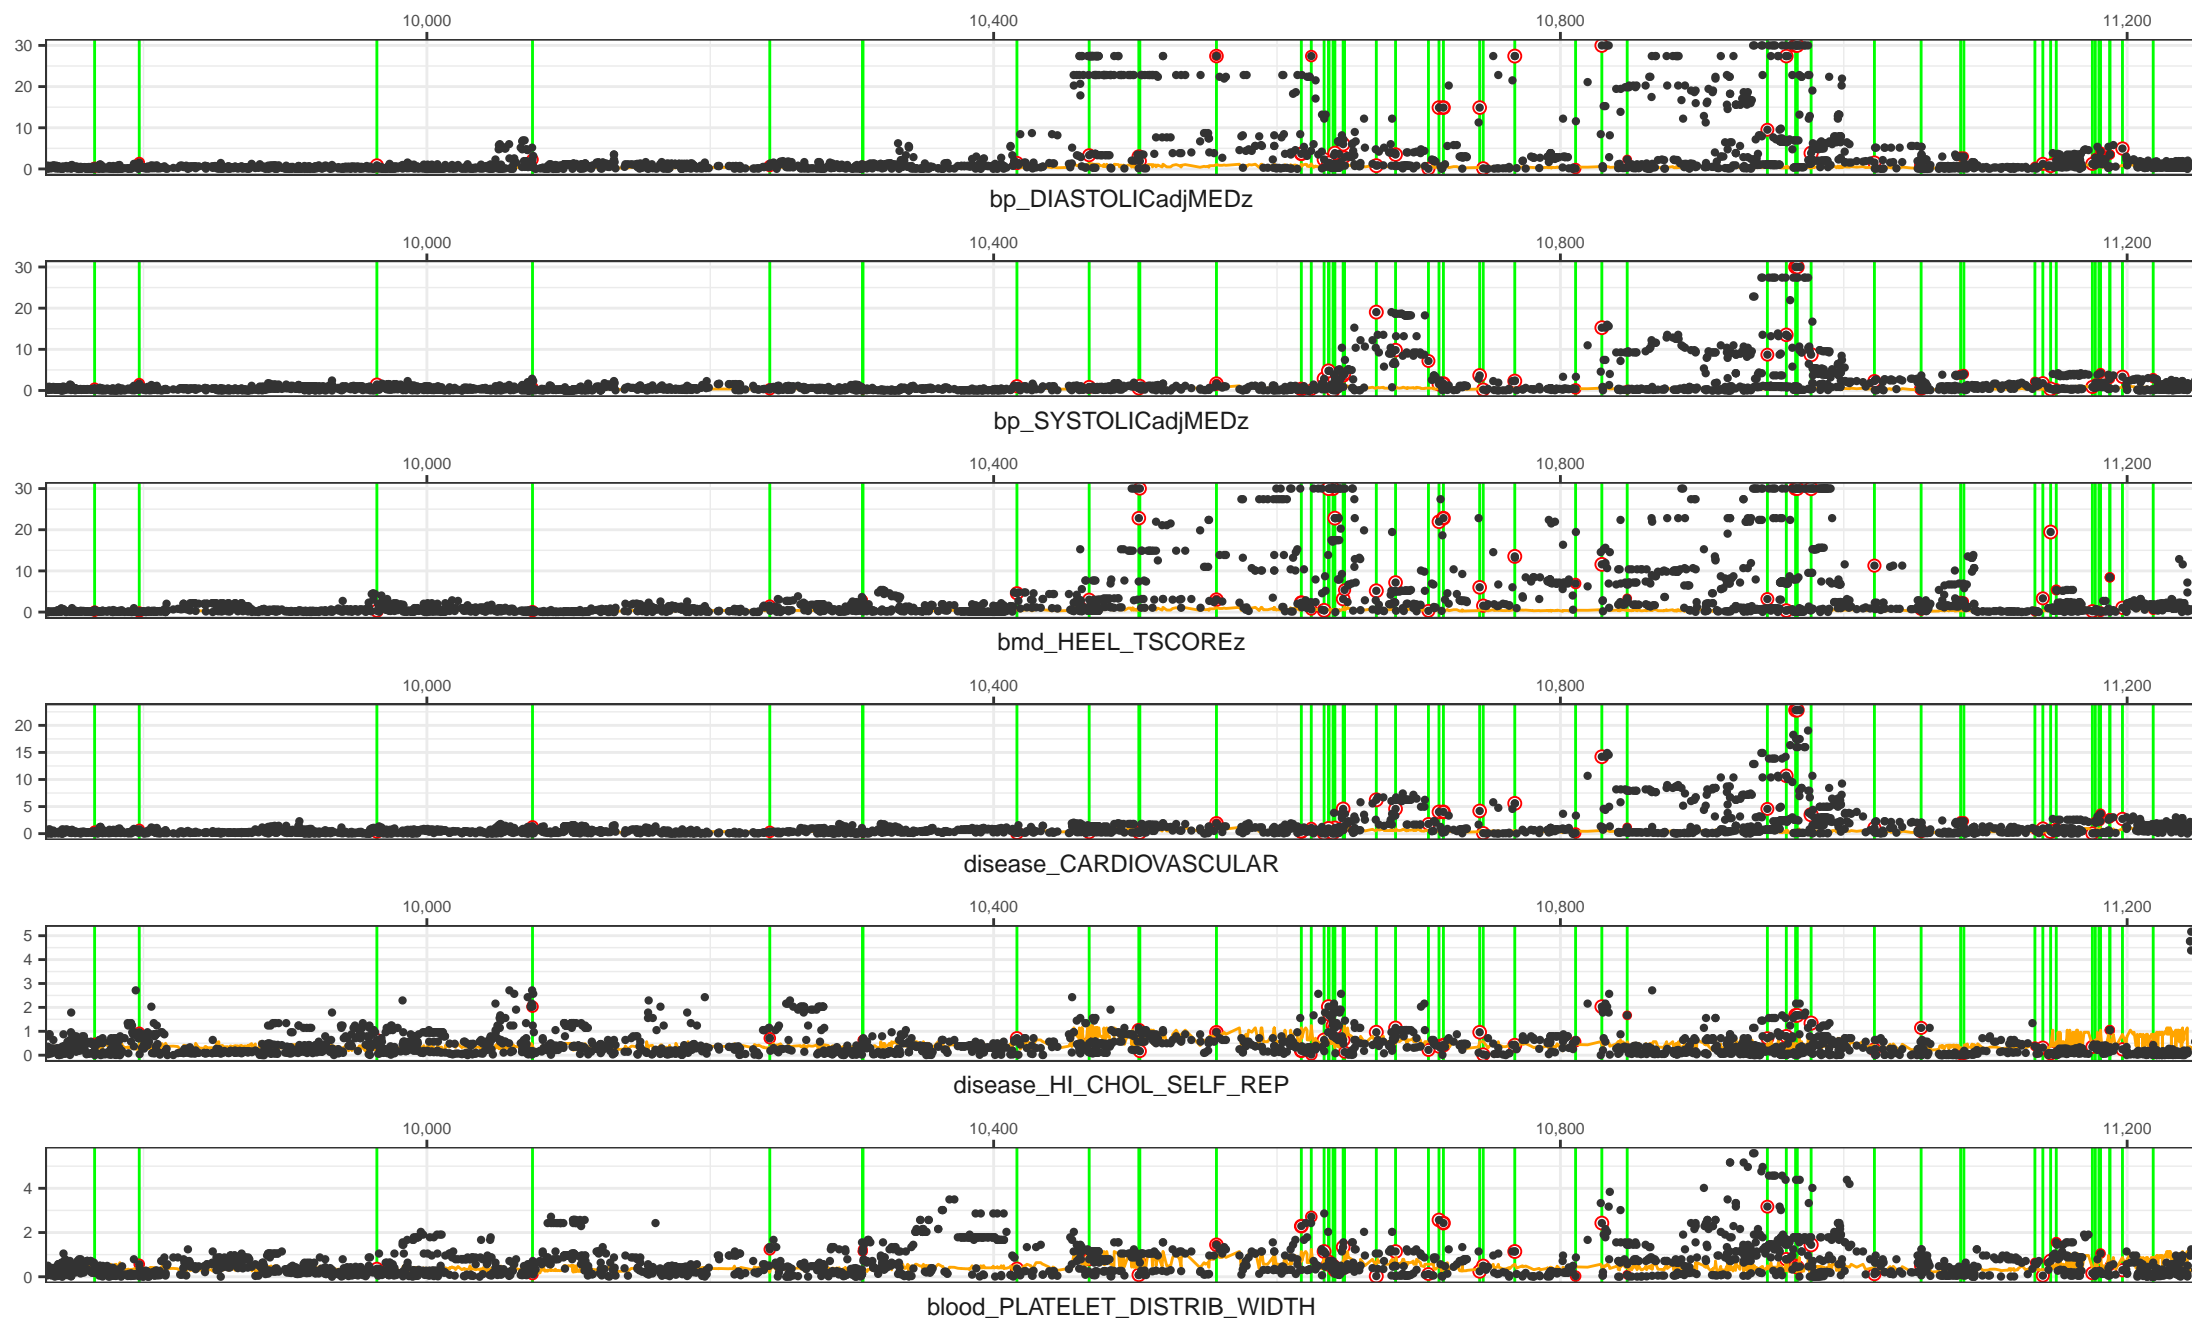 10,000 10,400 10,800 11,200
30
20
10
0
bp_DIASTOLICadjMEDz
10,000 10,400 10,800 11,200
30
20
10
0
bp_SYSTOLICadjMEDz
10,000 10,400 10,800 11,200
30
20
10
0
bmd_HEEL_TSCOREz
10,000 10,400 10,800 11,200
20
15
10
5
0
disease_CARDIOVASCULAR
10,000 10,400 10,800 11,200
5
4
3
2
1
0
disease_HI_CHOL_SELF_REP
10,000 10,400 10,800 11,200
4
2
0
blood_PLATELET_DISTRIB_WIDTH